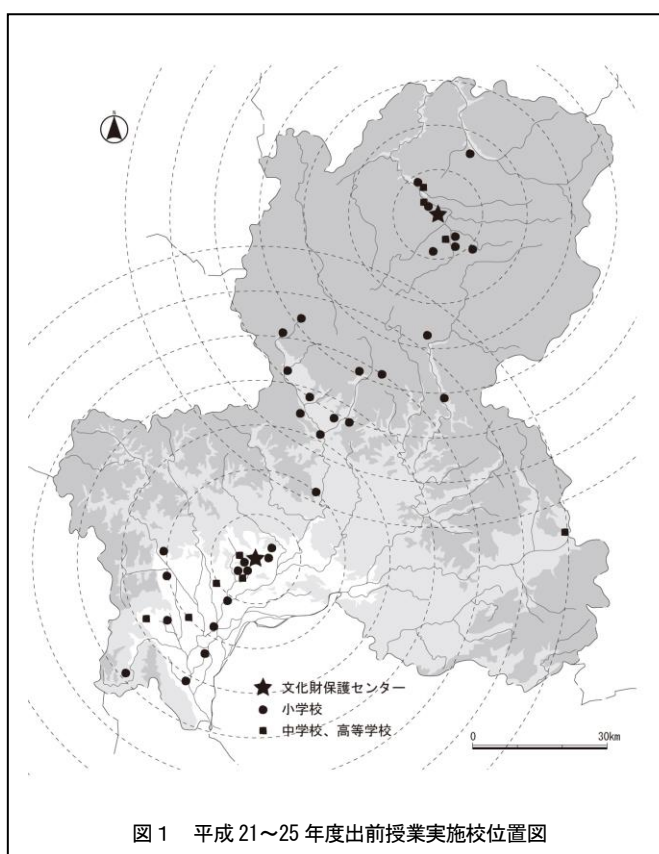 文化財保護センター
小学校
中学校、高等学校
0 30km
図1 平成21～25年度出前授業実施校位置図